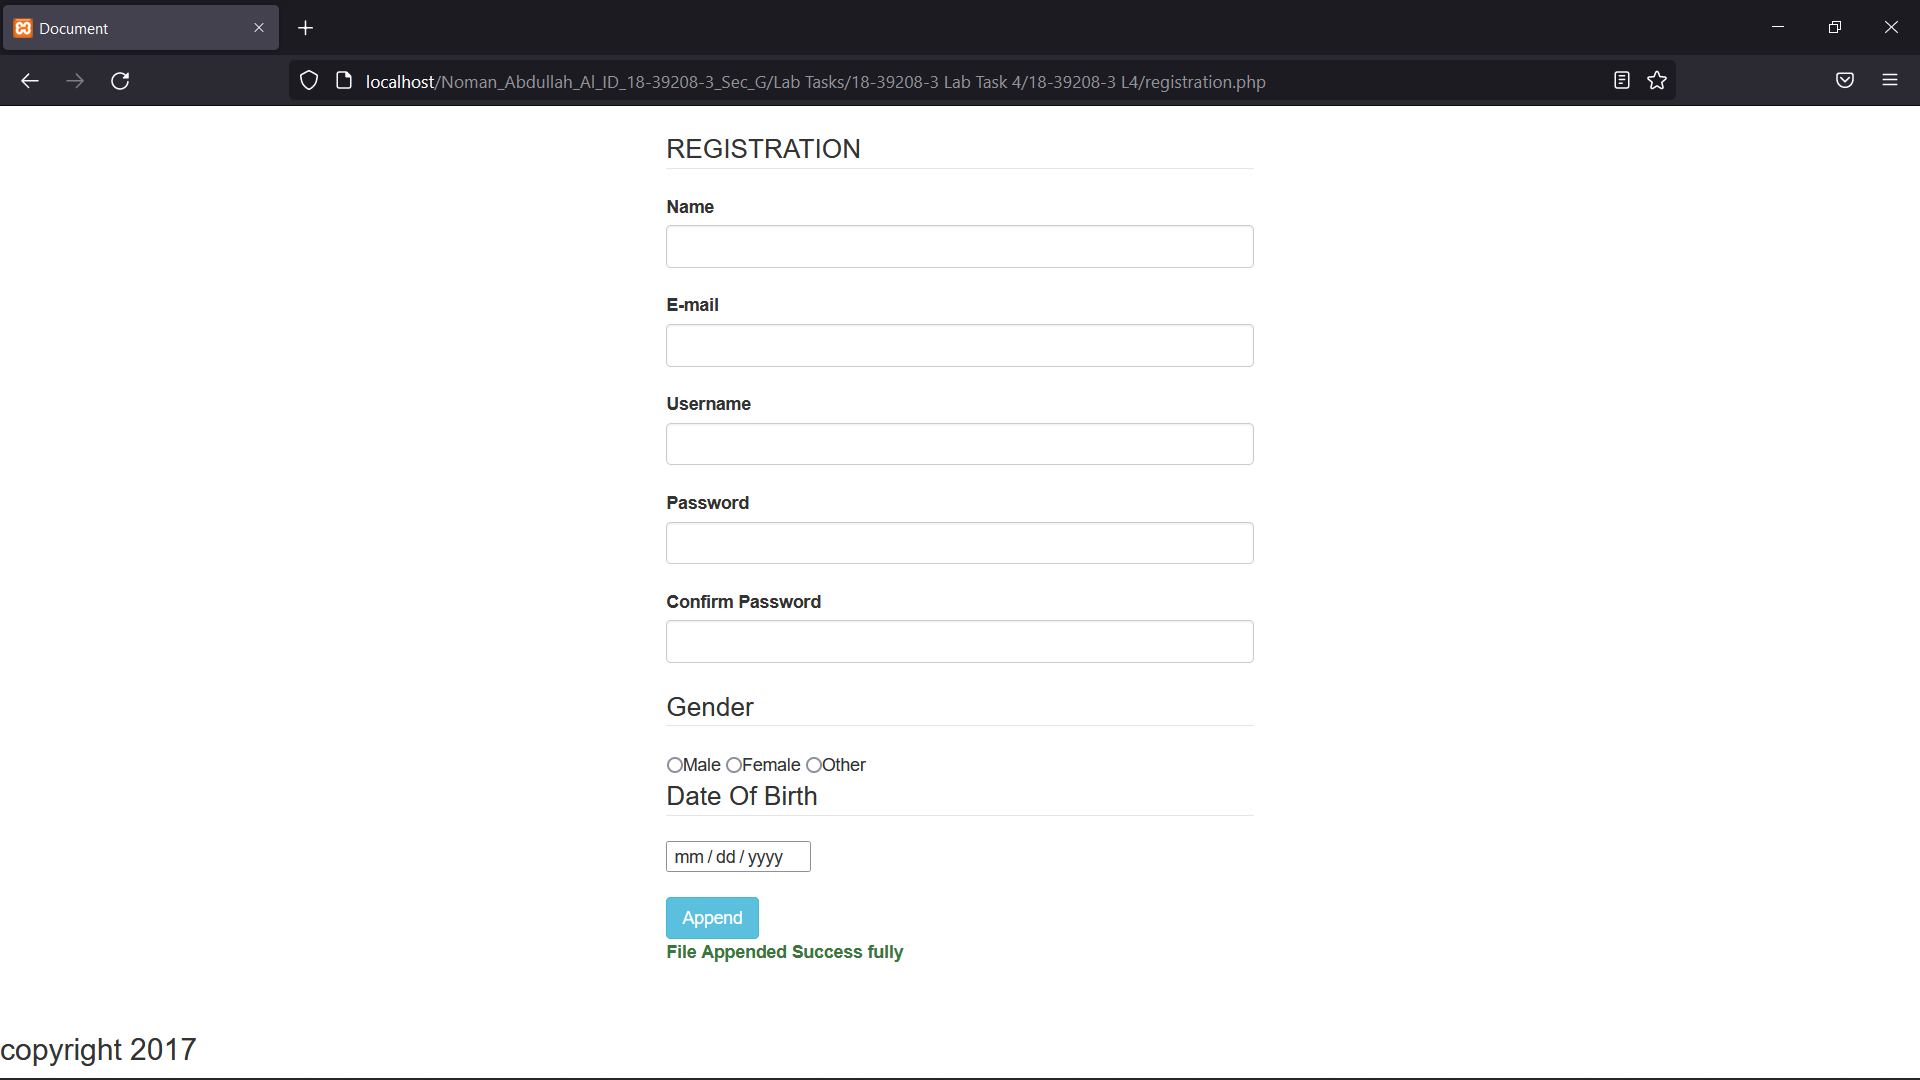 Document
localhost/Noman_Abdullah_Al_ID_18-39208-3_Sec_G/Lab Tasks/18-39208-3 Lab Task 4/18-39208-3 L4/registration.php
REGISTRATION
Name
E-mail
Username
Password
Confirm Password
Gender
Male Female Other
Date Of Birth
mm / dd / yyyy
Append
File Appended Success fully
copyright 2017